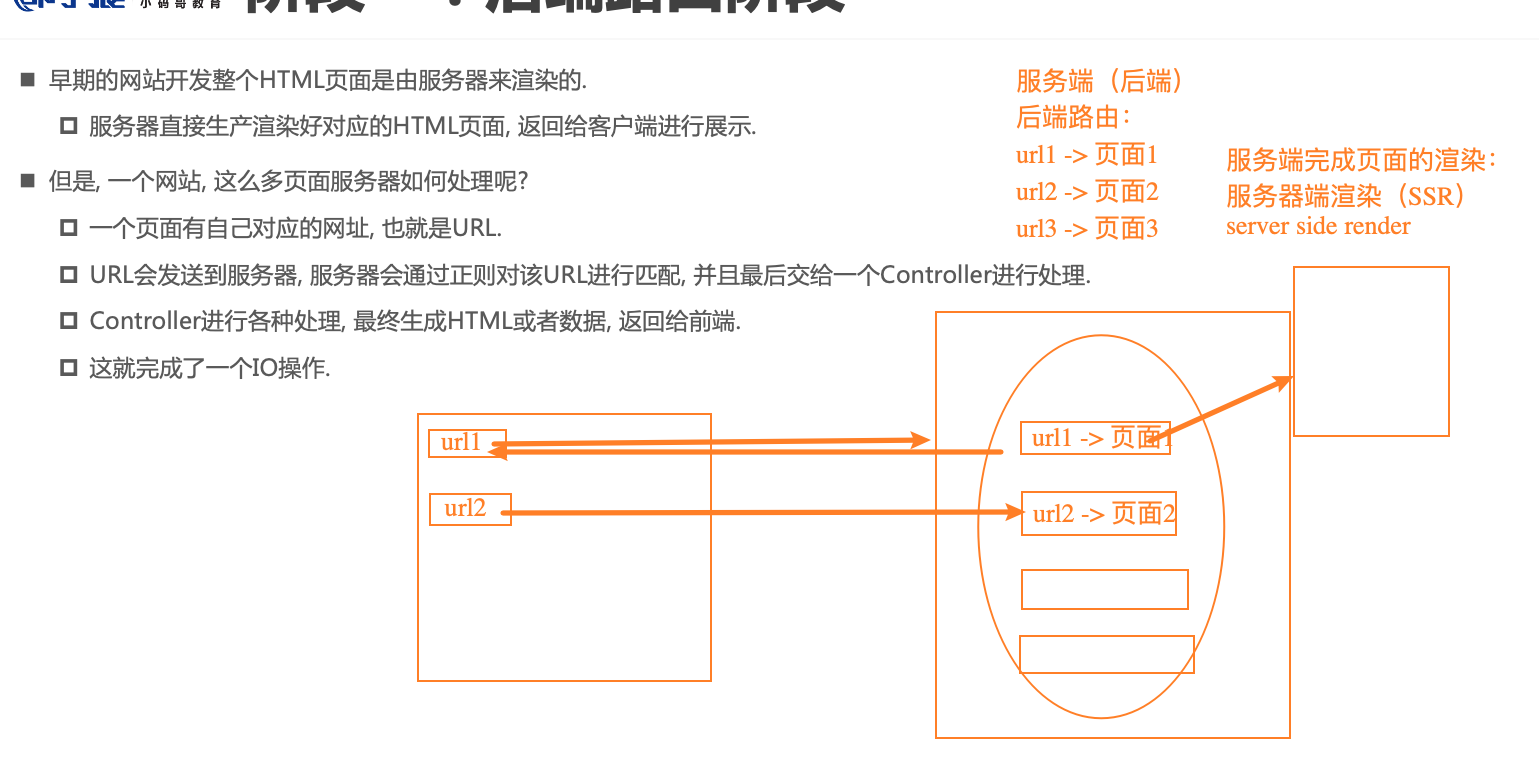 小码哥教育
阶段一:后端路由阶段
早期的网站开发整个HTML页面是由服务器来渲染的.
服务器直接生产渲染好对应的HTML页面, 返回给客户端进行展示.
但是, 一个网站, 这么多页面服务器如何处理呢?
一个页面有自己对应的网址, 也就是URL.
URL会发送到服务器, 服务器会通过正则对该URL进行匹配, 并且最后交给一个Controller进行处理.
Controller进行各种处理, 最终生成HTML或者数据, 返回给前端.
这就完成了一个IO操作.
服务端（后端）
后端路由：
url1 -> 页面1
url2 -> 页面2
url3 -> 页面3
服务端完成页面的渲染：
服务器端渲染（SSR）
server side render
url1
url2
url1 -> 页面1
url2 -> 页面2